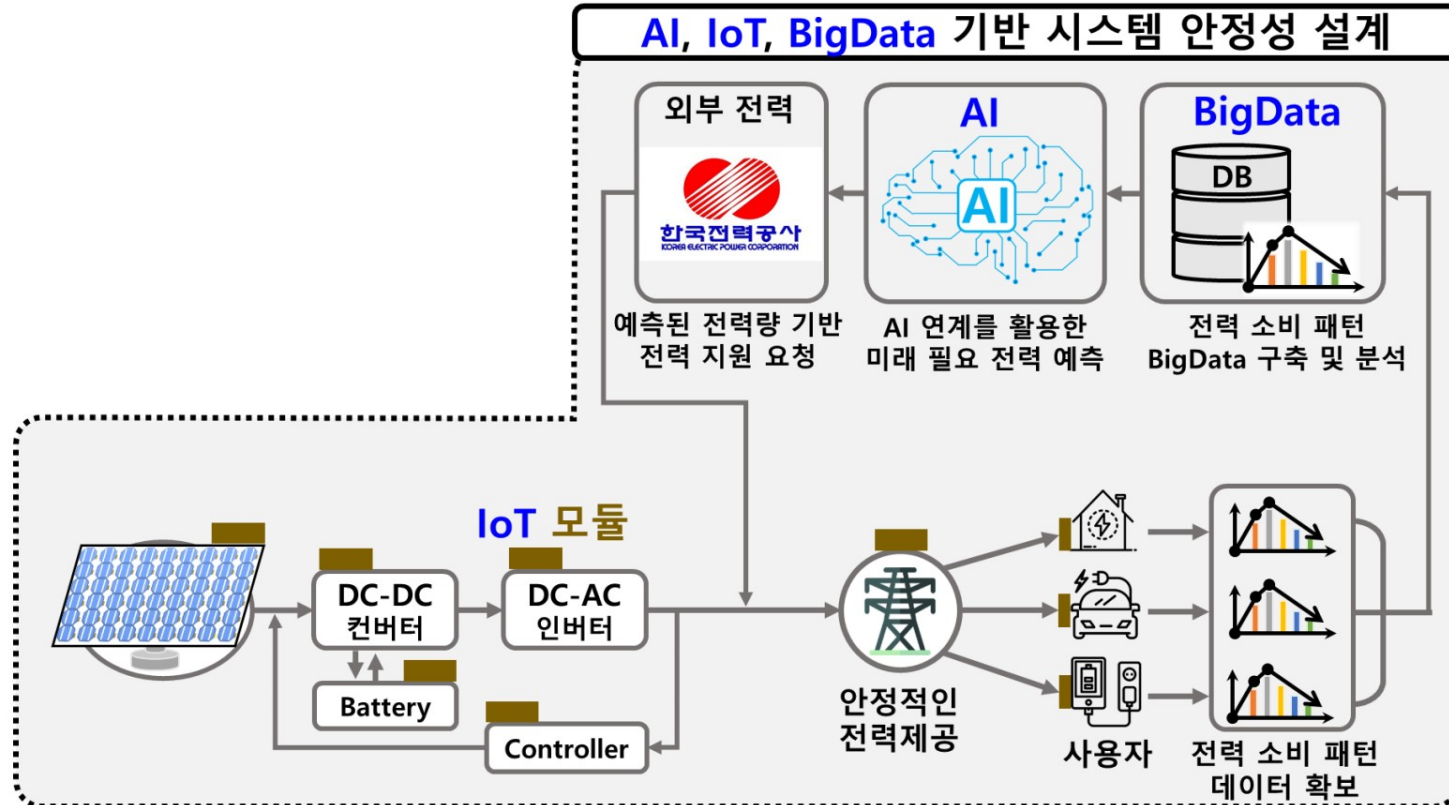 AI, IoT, BigData 기반 시스템 안정성 설계
외부 전력
한국전력공사
KOREA ELECTRIC POWER CORPORATION
예측된 전력량 기반
전력 지원 요청
AI
AI
AI 연계를 활용한
미래 필요 전력 예측
BigData
DB
전력 소비 패턴
BigData 구축 및 분석
IoT 모듈
DC-DC
컨버터
DC-AC
인버터
Battery
Controller
안정적인
전력제공
사용자
전력 소비 패턴
데이터 확보